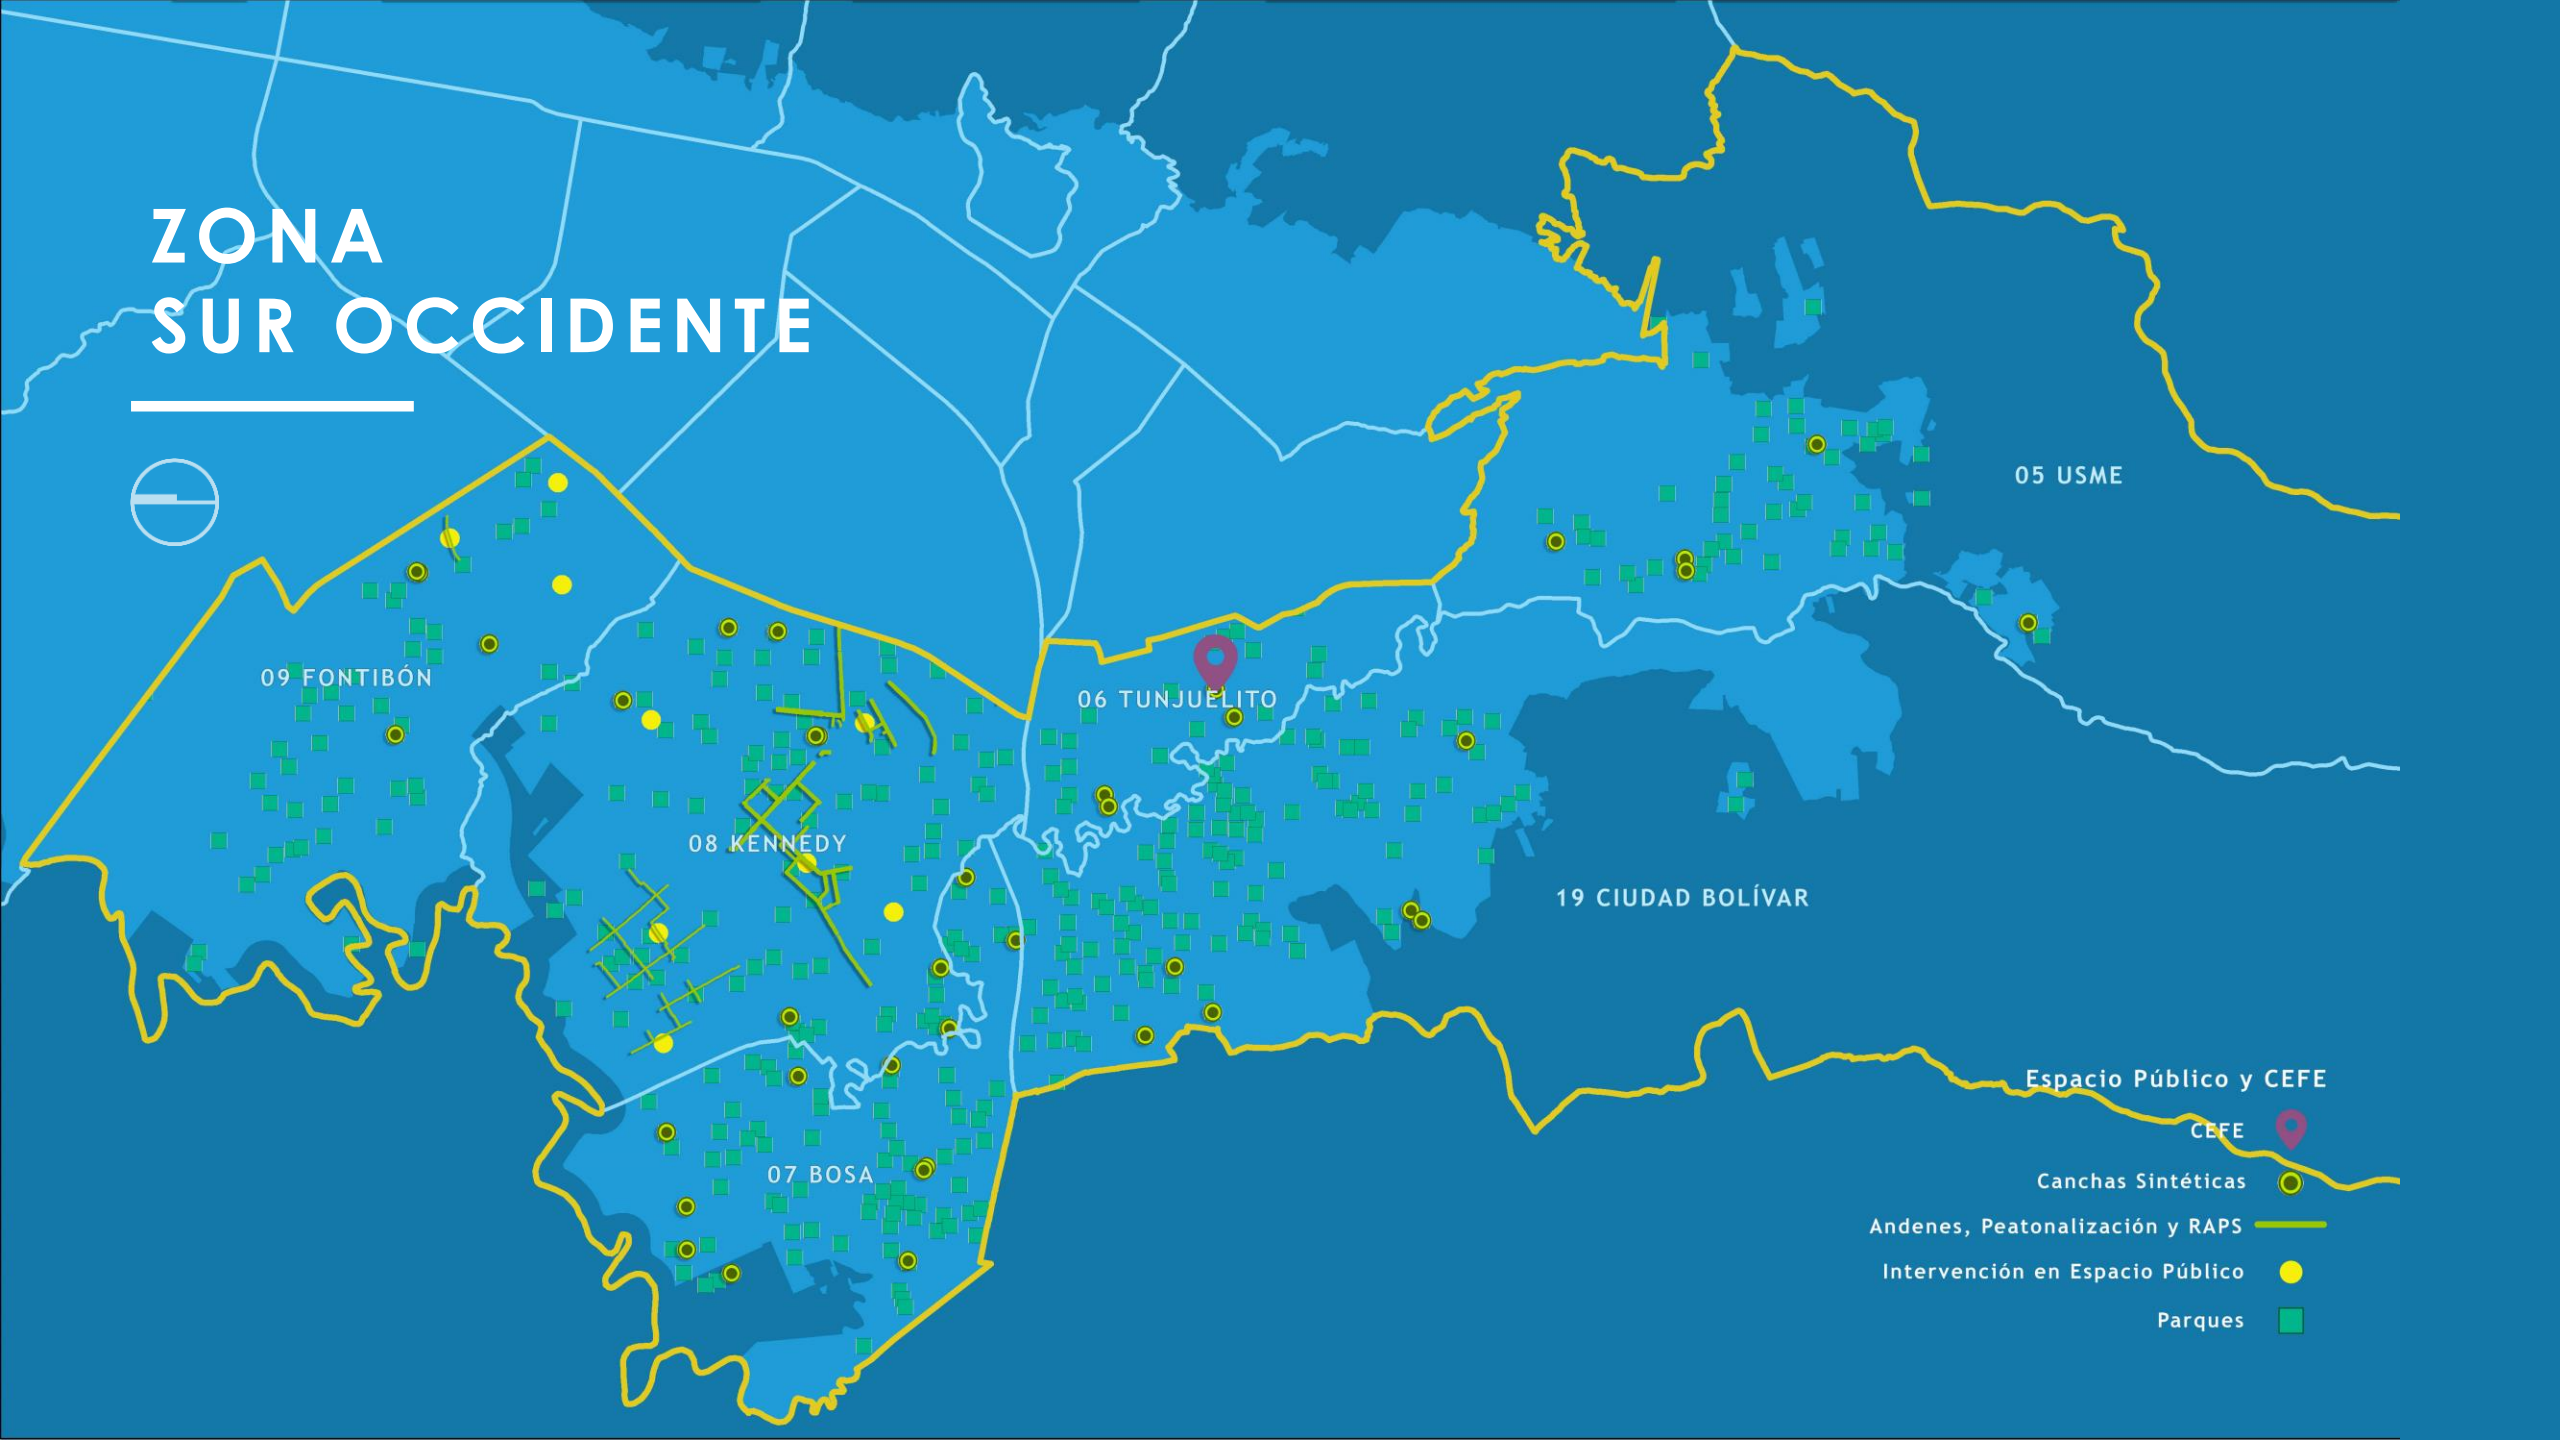 ZONA
SUR OCCIDENTE
05 USME
09 FONTIBÓN
06 TUNJUELITO
08 KENNEDY
19 CIUDAD BOLÍVAR
07 BOSA
Espacio Público y CEFE
CEFE
Canchas Sintéticas
Andenes, Peatonalización y RAPS
Intervención en Espacio Público
Parques